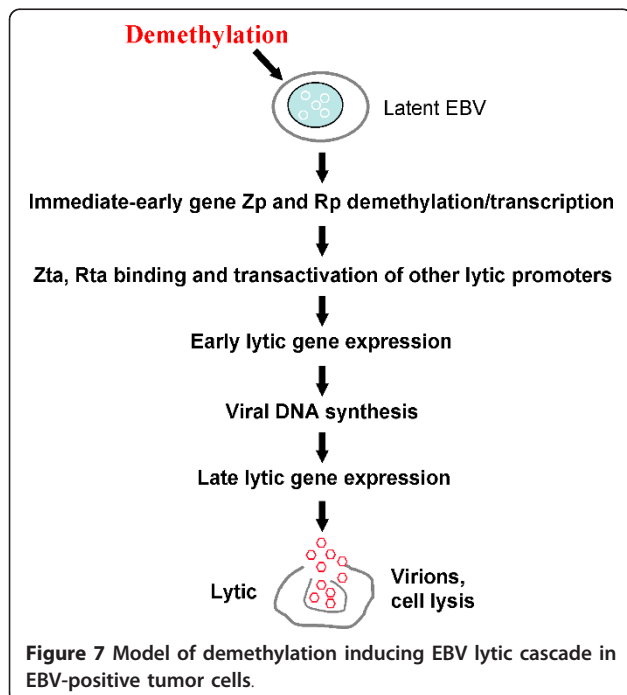 Demethylation
Latent EBV
Immediate-early gene Zp and Rp demethylation/transcription
Zta, Rta binding and transactivation of other lytic promoters
Early lytic gene expression
Viral DNA synthesis
Late lytic gene expression
Lytic
Virions,
cell lysis
Figure 7 Model of demethylation inducing EBV lytic cascade in
EBV-positive tumor cells.